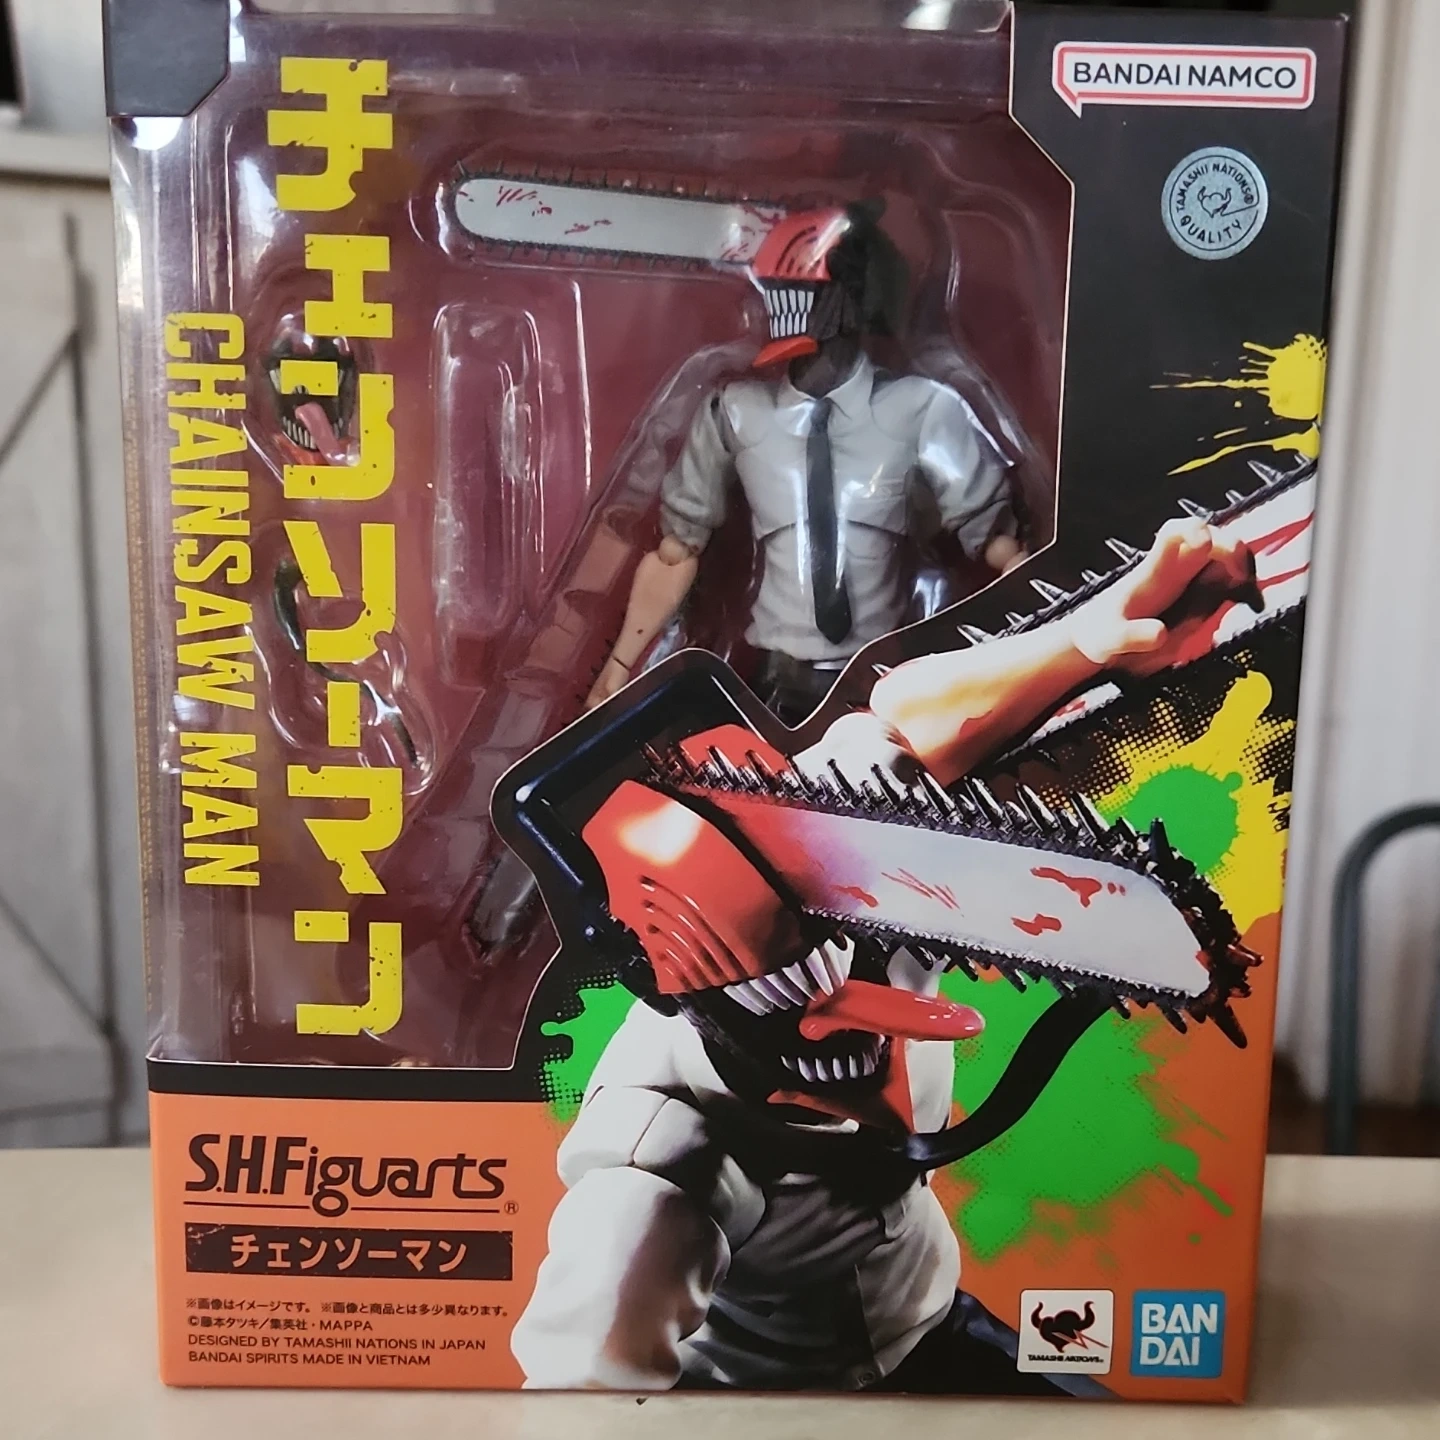 チェンソーマン
CHAINSAW MAN
BANDAI NAMCO
TAMASHII NATIONS®
QUALITY
S.H.Figuarts®
チェンソーマン
※画像はイメージです。 ※画像と商品とは多少異なります。
©藤本タツキ／集英社・MAPPA
DESIGNED BY TAMASHII NATIONS IN JAPAN
BANDAI SPIRITS MADE IN VIETNAM
TAMASHII NATIONS®
BAN
DAI